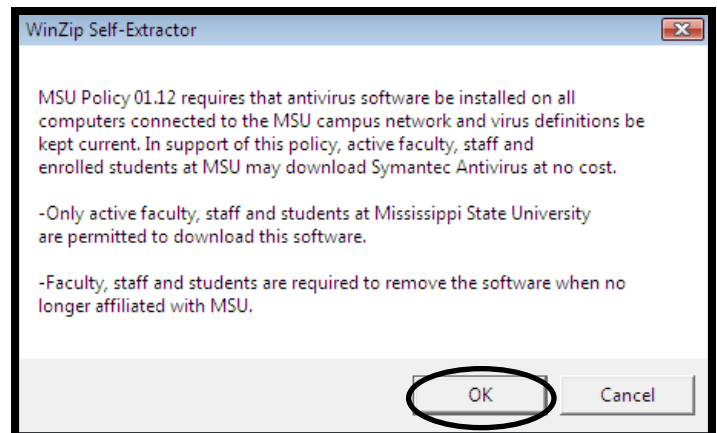 WinZip Self-Extractor
MSU Policy 01.12 requires that antivirus software be installed on all
computers connected to the MSU campus network and virus definitions be
kept current. In support of this policy, active faculty, staff and
enrolled students at MSU may download Symantec Antivirus at no cost.
-Only active faculty, staff and students at Mississippi State University
are permitted to download this software.
-Faculty, staff and students are required to remove the software when no
longer affiliated with MSU.
OK
Cancel